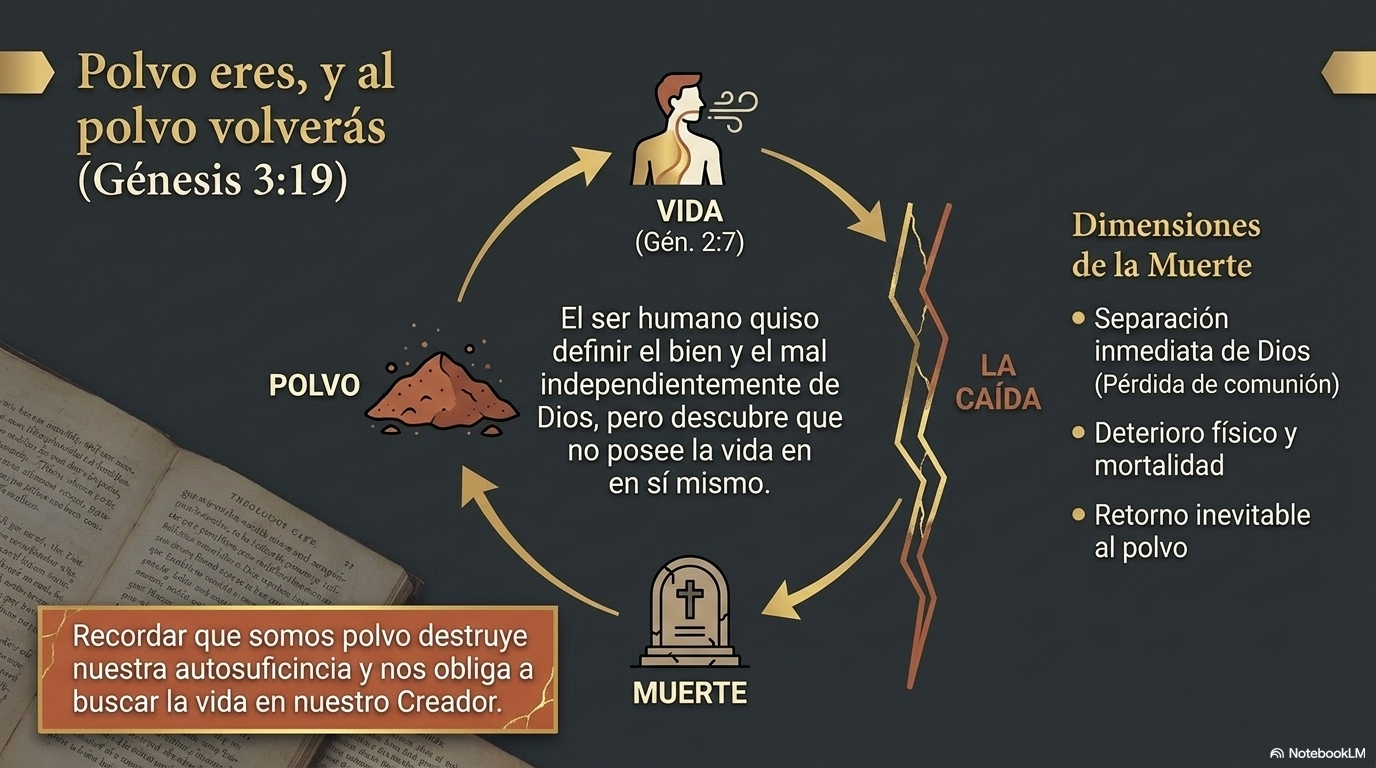 Polvo eres, y al
polvo volverás
(Génesis 3:19)
VIDA
(Gén. 2:7)
POLVO
El ser humano quiso
definir el bien y el mal
independientemente de
Dios, pero descubre que
no posee la vida en
en sí mismo.
LA
CAÍDA
MUERTE
Dimensiones
de la Muerte
Separación
inmediata de Dios
(Pérdida de comunión)
Deterioro físico y
mortalidad
Retorno inevitable
al polvo
Recordar que somos polvo destruye
nuestra autosuficincia y nos obliga a
buscar la vida en nuestro Creador.
NotebookLM